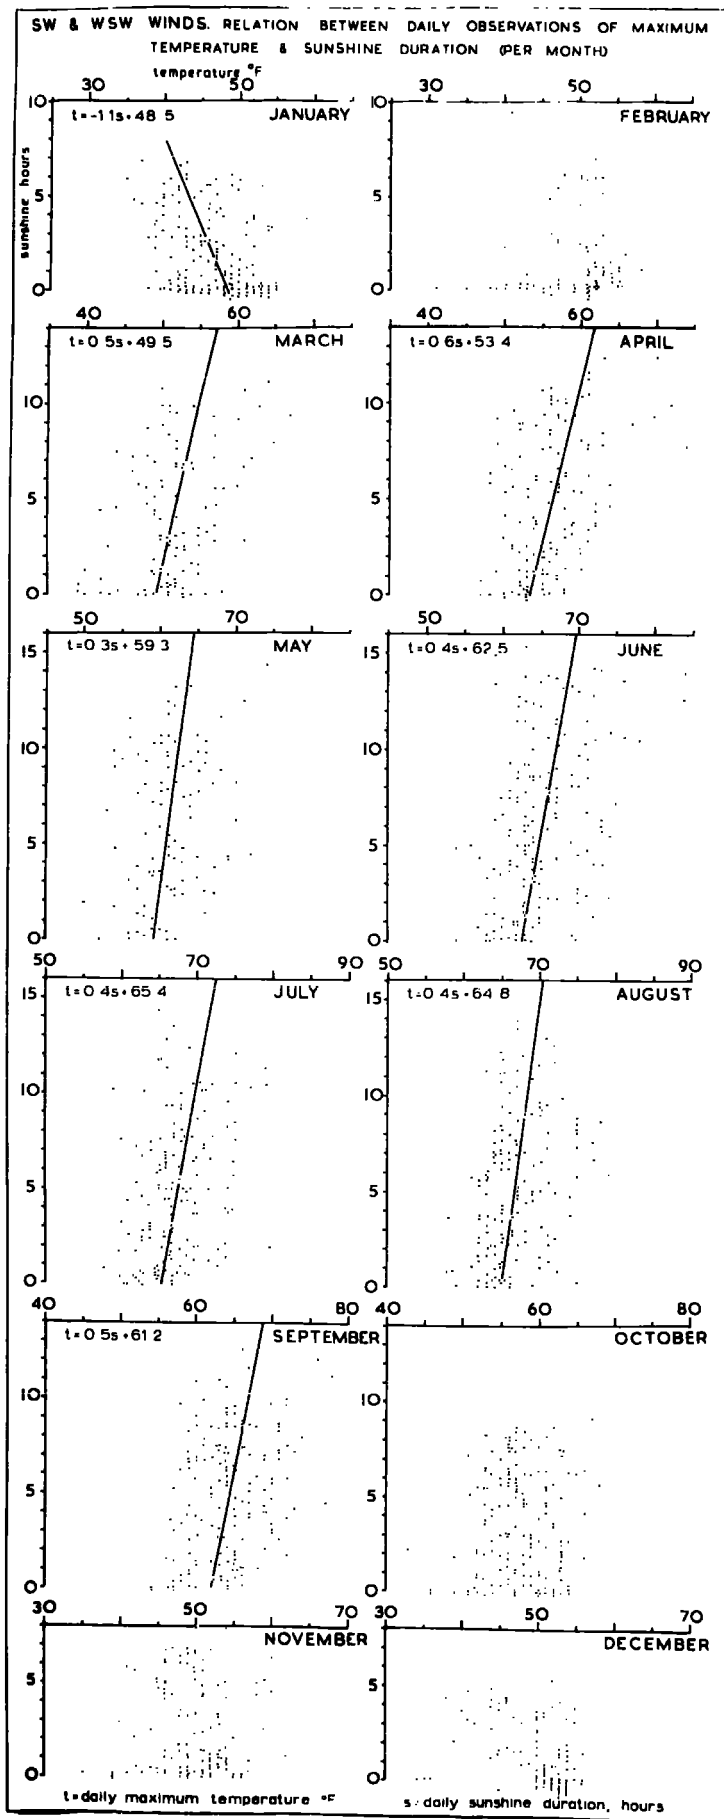 SW & WSW WINDS. RELATION BETWEEN DAILY OBSERVATIONS OF MAXIMUM
TEMPERATURE & SUNSHINE DURATION (PER MONTH)
temperature °F
30 50
30 50
10
t=-1 1s+48 5 JANUARY
10
FEBRUARY
sunshine hours
5
5
0
0
40 60
40 60
t=0 5s+49 5 MARCH
t=0 6s+53 4 APRIL
10
10
5
5
0
0
50 70
50 70
15
t=0 3s+59 3 MAY
15
t=0 4s+62.5 JUNE
10
10
5
5
0
0
50 70 90
50 70 90
15
t=0 4s+65 4 JULY
15
t=0 4s+64 8 AUGUST
10
10
5
5
0
0
40 60 80
40 60 80
t=0 5s+61 2 SEPTEMBER
OCTOBER
10
10
5
5
0
0
30 50 70
30 50 70
NOVEMBER
DECEMBER
5
5
0
0
t=daily maximum temperature °F
s=daily sunshine duration, hours